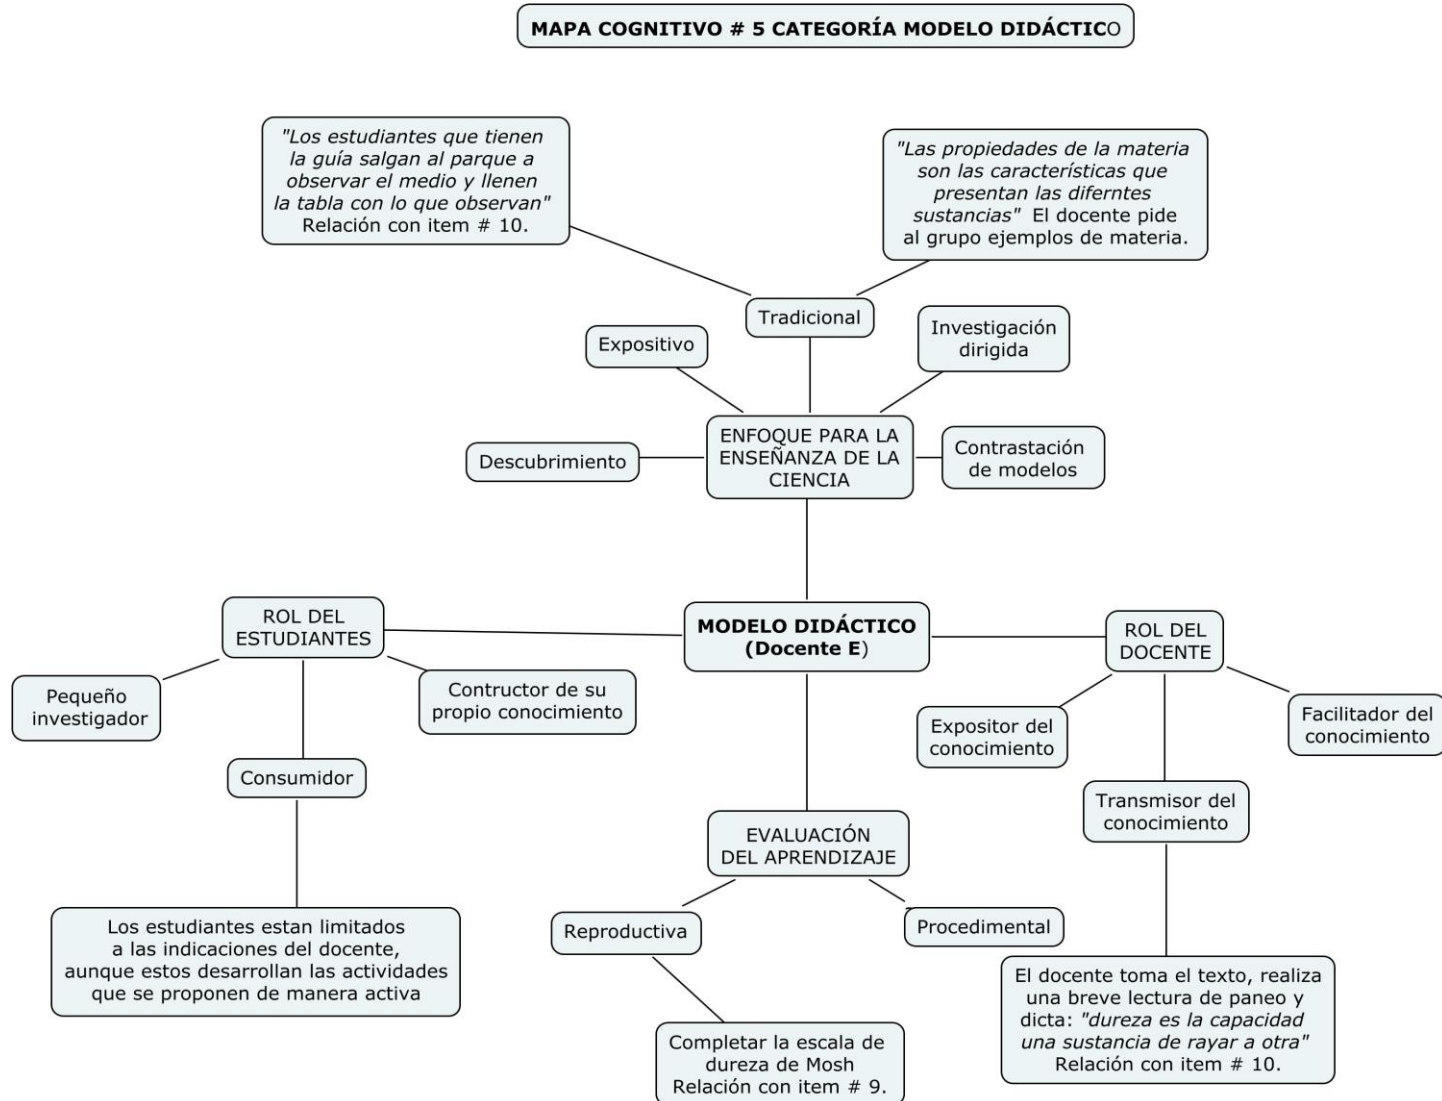 MAPA COGNITIVO # 5 CATEGORÍA MODELO DIDÁCTICO
"Los estudiantes que tienen
la guía salgan al parque a
observar el medio y llenen
la tabla con lo que observan"
Relación con item # 10.
"Las propiedades de la materia
son las características que
presentan las diferntes
sustancias" El docente pide
al grupo ejemplos de materia.
Tradicional
Expositivo
Investigación
dirigida
Descubrimiento
ENFOQUE PARA LA
ENSEÑANZA DE LA
CIENCIA
Contrastación
de modelos
ROL DEL
ESTUDIANTES
MODELO DIDÁCTICO
(Docente E)
ROL DEL
DOCENTE
Pequeño
investigador
Contructor de su
propio conocimiento
Expositor del
conocimiento
Facilitador del
conocimiento
Consumidor
Transmisor del
conocimiento
EVALUACIÓN
DEL APRENDIZAJE
Los estudiantes estan limitados
a las indicaciones del docente,
aunque estos desarrollan las actividades
que se proponen de manera activa
Reproductiva
Procedimental
El docente toma el texto, realiza
una breve lectura de paneo y
dicta: "dureza es la capacidad
una sustancia de rayar a otra"
Relación con item # 10.
Completar la escala de
dureza de Mosh
Relación con item # 9.